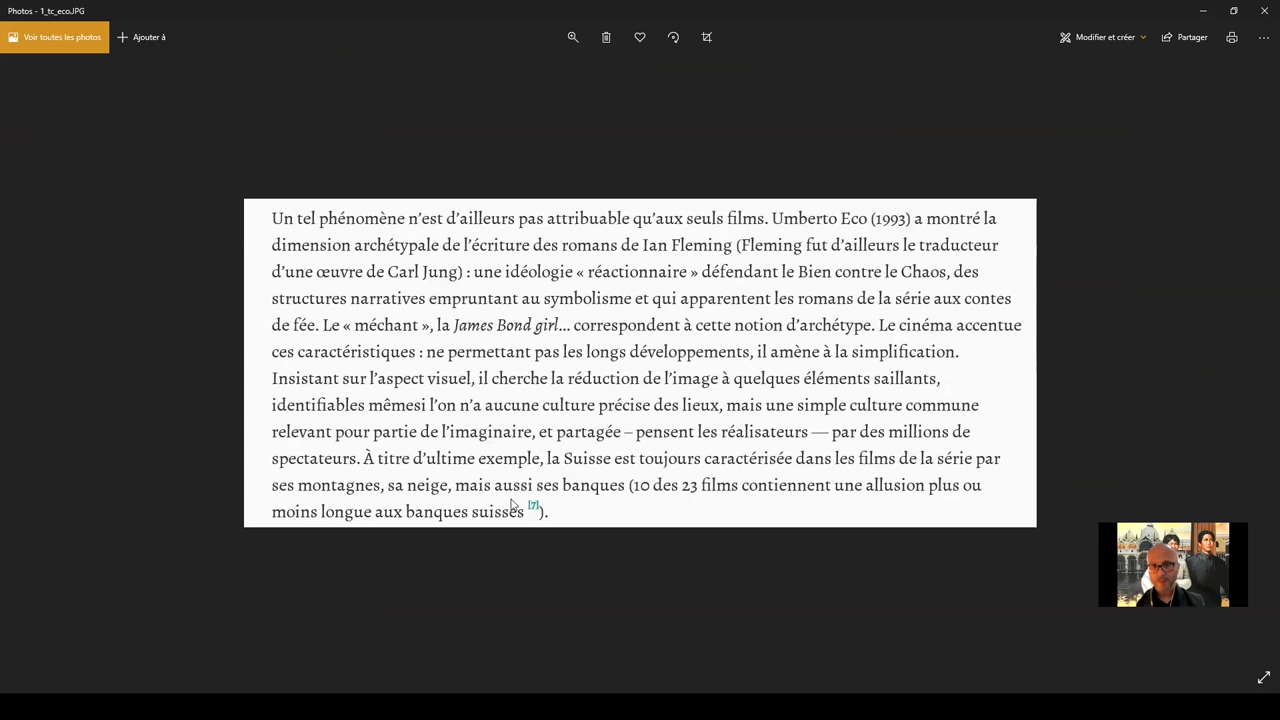 Photos - 1_tc_eco.JPG
Voir toutes les photos
Ajouter à
Modifier et créer
Partager
Un tel phénomène n’est d’ailleurs pas attribuable qu’aux seuls films. Umberto Eco (1993) a montré la
dimension archétypale de l’écriture des romans de Ian Fleming (Fleming fut d’ailleurs le traducteur
d’une œuvre de Carl Jung) : une idéologie « réactionnaire » défendant le Bien contre le Chaos, des
structures narratives empruntant au symbolisme et qui apparentent les romans de la série aux contes
de fée. Le « méchant », la James Bond girl… correspondent à cette notion d’archétype. Le cinéma accentue
ces caractéristiques : ne permettant pas les longs développements, il amène à la simplification.
Insistant sur l’aspect visuel, il cherche la réduction de l’image à quelques éléments saillants,
identifiables mêmesi l’on n’a aucune culture précise des lieux, mais une simple culture commune
relevant pour partie de l’imaginaire, et partagée – pensent les réalisateurs — par des millions de
spectateurs. À titre d’ultime exemple, la Suisse est toujours caractérisée dans les films de la série par
ses montagnes, sa neige, mais aussi ses banques (10 des 23 films contiennent une allusion plus ou
moins longue aux banques suisses [7]).